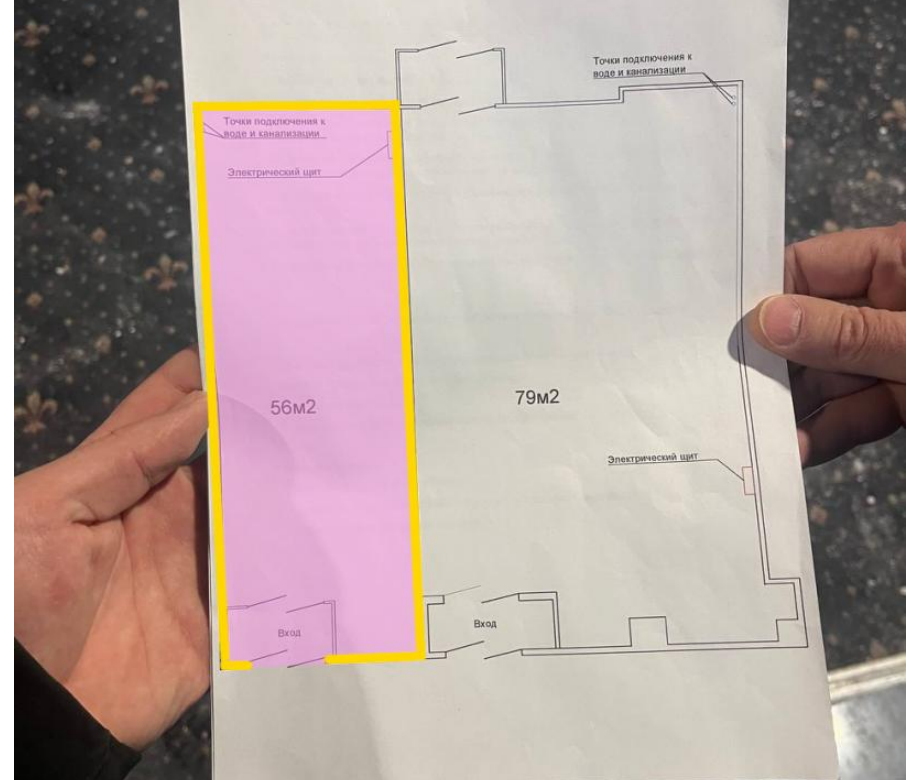 Точки подключения к
воде и канализации
Точки подключения к
воде и канализации
Электрический щит
56м2
79м2
Электрический щит
Вход
Вход